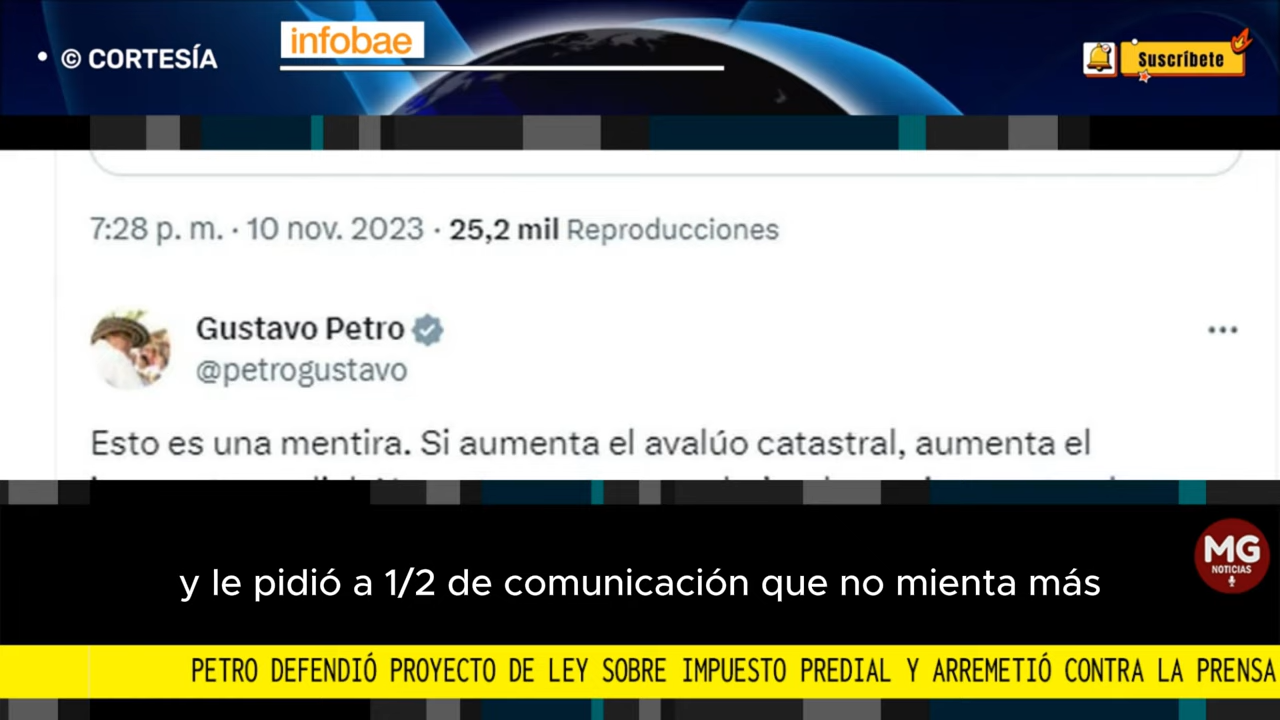 • © CORTESÍA
infobae
Suscríbete
7:28 p. m. · 10 nov. 2023 · 25,2 mil Reproducciones
Gustavo Petro
@petrogustavo
Esto es una mentira. Si aumenta el avalúo catastral, aumenta el
y le pidió a 1/2 de comunicación que no mienta más
MG
NOTICIAS
PETRO DEFENDIÓ PROYECTO DE LEY SOBRE IMPUESTO PREDIAL Y ARREMETIÓ CONTRA LA PRENSA